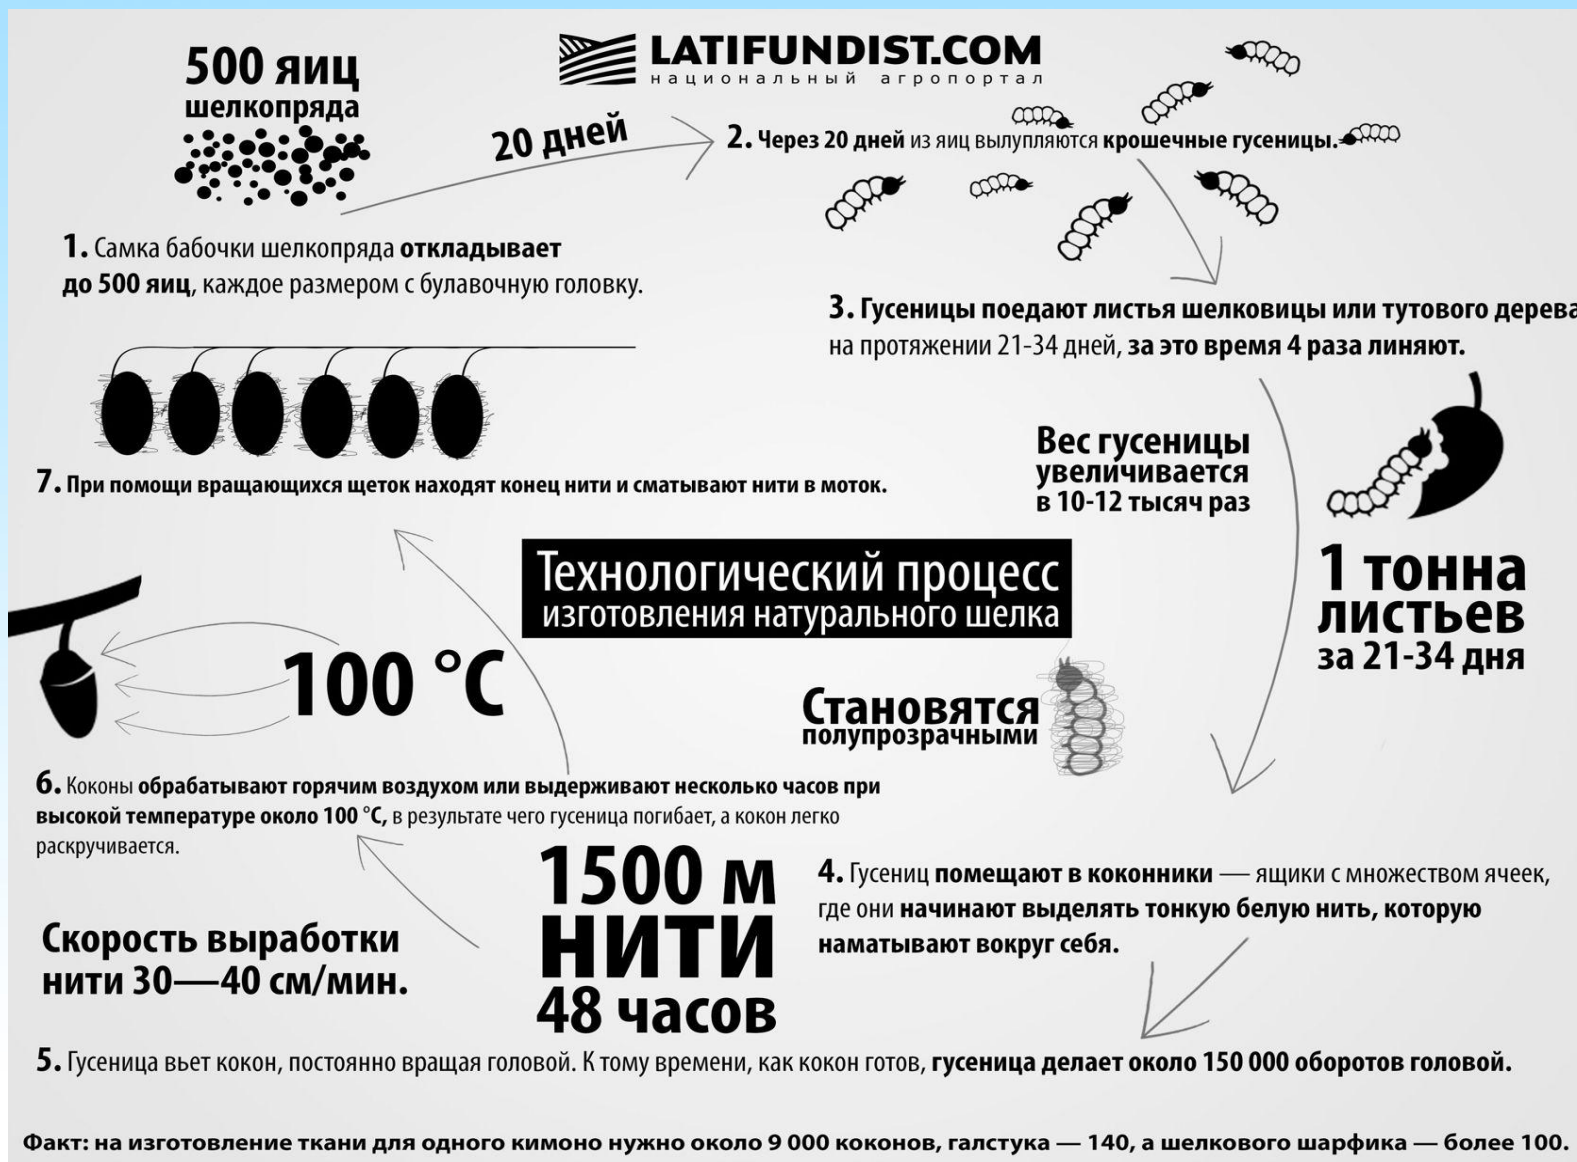 LATIFUNDIST.COM
национальный агропортал
500 яиц
шелкопряда
20 дней
1. Самка бабочки шелкопряда откладывает
до 500 яиц, каждое размером с булавочную головку.
2. Через 20 дней из яиц вылупляются крошечные гусеницы.
3. Гусеницы поедают листья шелковицы или тутового дерева
на протяжении 21-34 дней, за это время 4 раза линяют.
Вес гусеницы
увеличивается
в 10-12 тысяч раз
1 тонна
листьев
за 21-34 дня
7. При помощи вращающихся щеток находят конец нити и сматывают нити в моток.
Технологический процесс
изготовления натурального шелка
100 °C
Становятся
полупрозрачными
6. Коконы обрабатывают горячим воздухом или выдерживают несколько часов при
высокой температуре около 100 °C, в результате чего гусеница погибает, а кокон легко
раскручивается.
4. Гусениц помещают в коконники — ящики с множеством ячеек,
где они начинают выделять тонкую белую нить, которую
наматывают вокруг себя.
1500 м
нити
48 часов
Скорость выработки
нити 30—40 см/мин.
5. Гусеница вьет кокон, постоянно вращая головой. К тому времени, как кокон готов, гусеница делает около 150 000 оборотов головой.
Факт: на изготовление ткани для одного кимоно нужно около 9 000 коконов, галстука — 140, а шелкового шарфика — более 100.